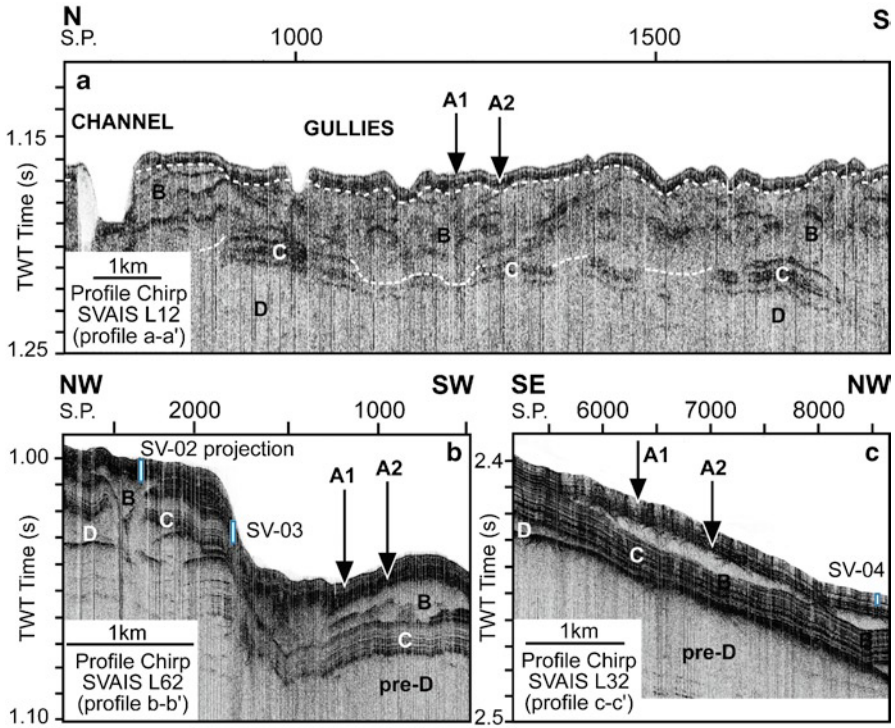 N
S
S.P.
1000
1500
a
A1
A2
CHANNEL
GULLIES
1.15
TWT Time (s)
B
B
B
C
C
C
D
D
1km
Profile Chirp
SVAIS L12
(profile a-a')
1.25
NW
SW
S.P.
2000
1000
b
1.00
SV-02 projection
A1
A2
B
C
D
SV-03
B
C
TWT Time (s)
1km
Profile Chirp
SVAIS L62
(profile b-b')
pre-D
1.10
SE
NW
S.P.
6000
7000
8000
c
2.4
A1
A2
D
C
B
SV-04
TWT Time (s)
1km
Profile Chirp
SVAIS L32
(profile c-c')
pre-D
2.5